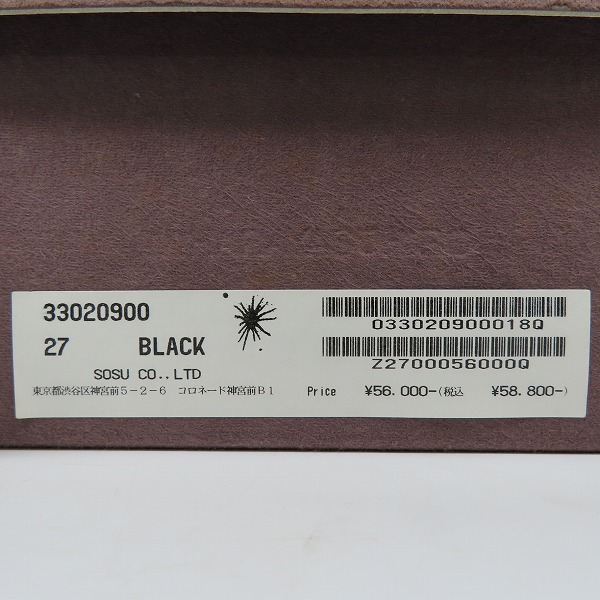 33020900
27 BLACK
SOSU CO.,LTD
東京都渋谷区神宮前5-2-6 コロネード神宮前B1
033020900018Q
Z2700056000Q
Price ¥56.000-(税込 ¥58.800-)